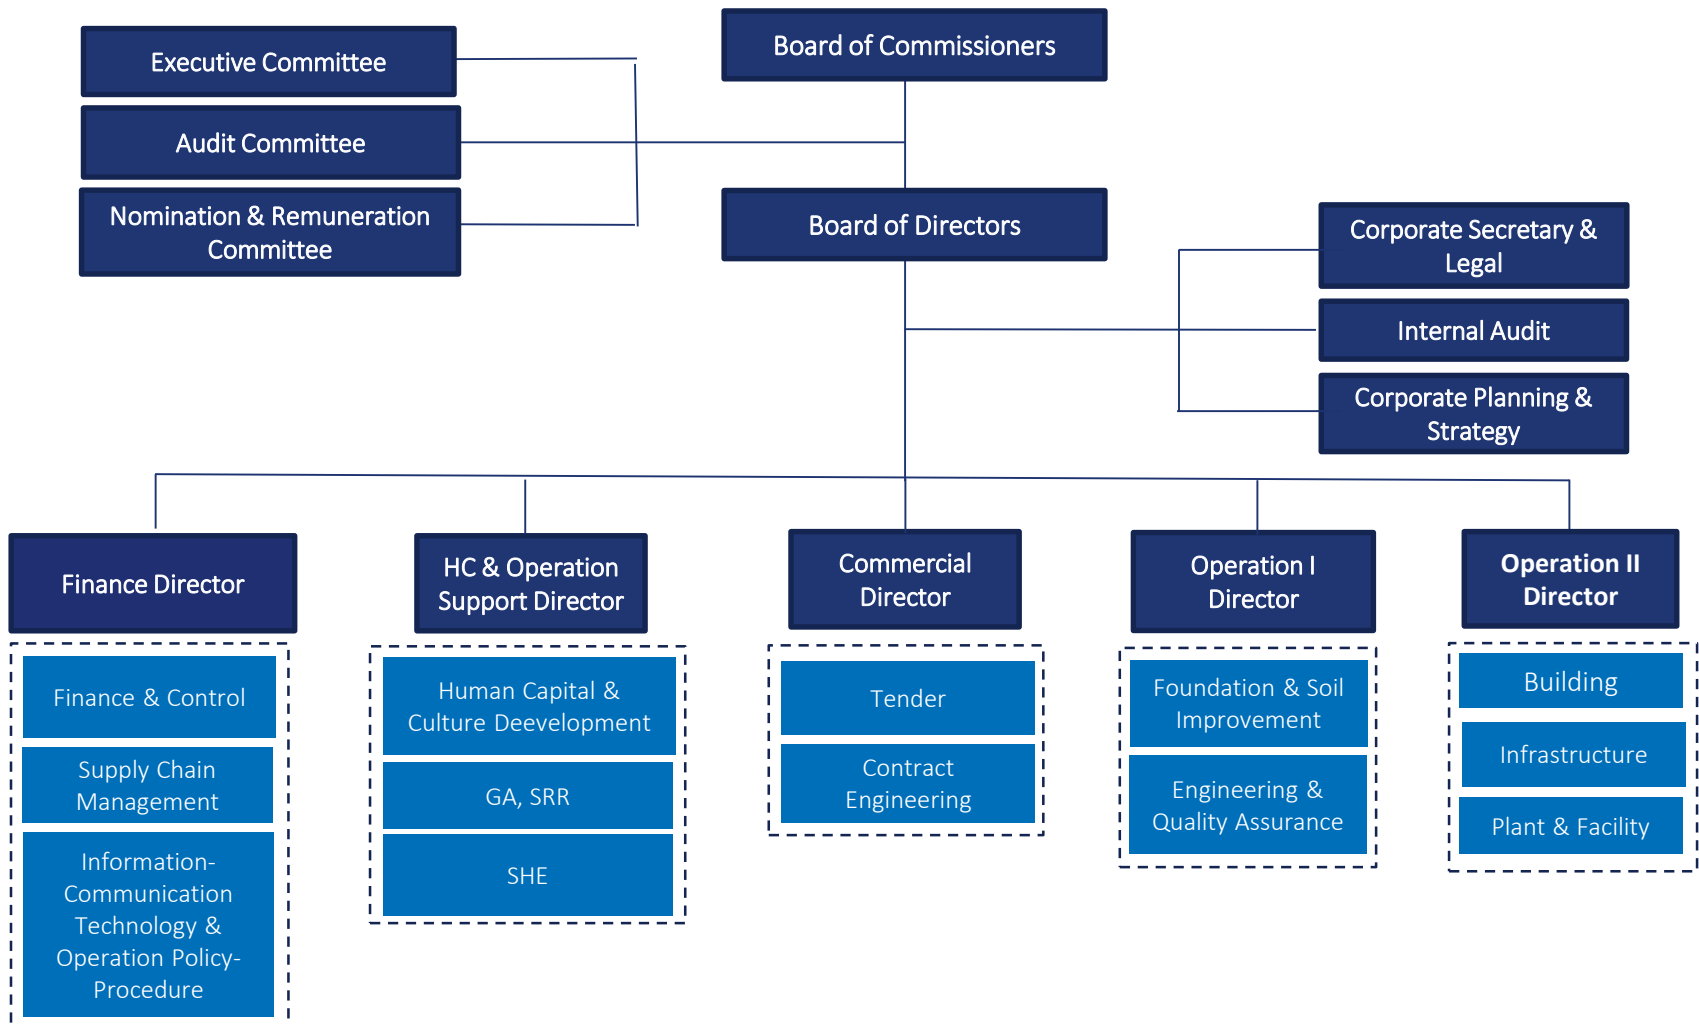 Board of Commissioners
Executive Committee
Audit Committee
Nomination & Remuneration
Committee
Board of Directors
Corporate Secretary &
Legal
Internal Audit
Corporate Planning &
Strategy
Finance Director
HC & Operation
Support Director
Commercial
Director
Operation I
Director
Operation II
Director
Finance & Control
Supply Chain
Management
Information-
Communication
Technology &
Operation Policy-
Procedure
Human Capital &
Culture Deevelopment
GA, SRR
SHE
Tender
Contract
Engineering
Foundation & Soil
Improvement
Engineering &
Quality Assurance
Building
Infrastructure
Plant & Facility